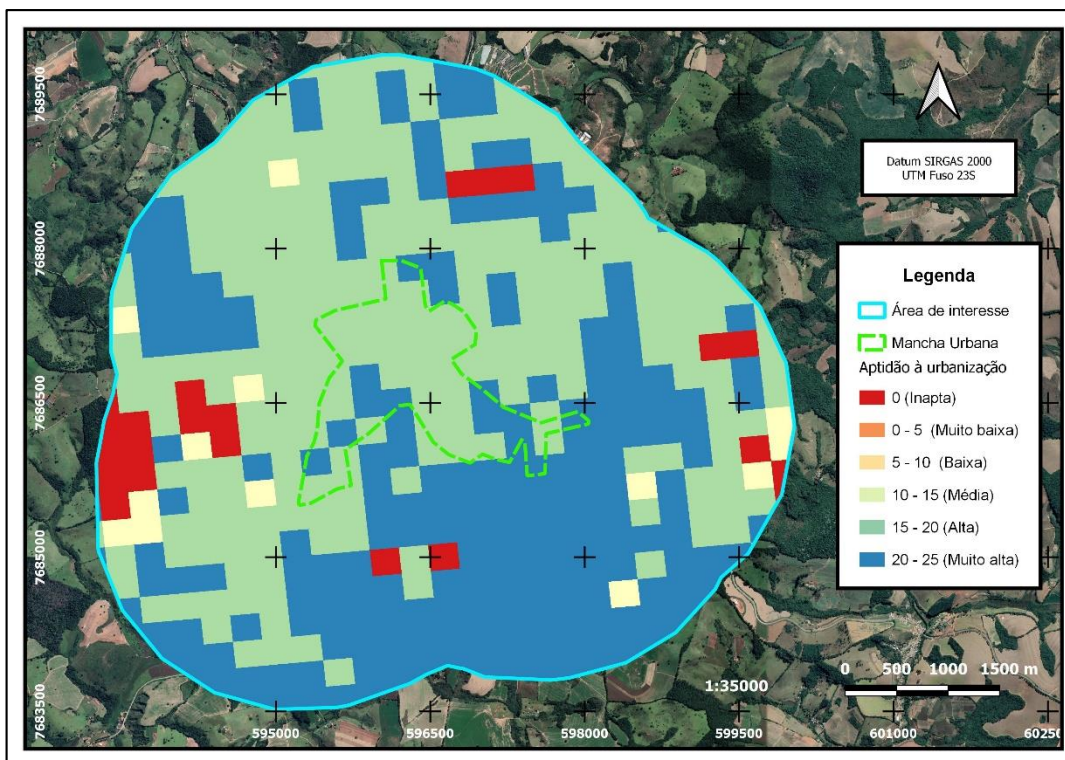 7689500
7688000
7686500
7685000
7683500
Datum SIRGAS 2000
UTM Fuso 23S
Legenda
Área de interesse
Mancha Urbana
Aptidão à urbanização
0 (Inapta)
0 - 5 (Muito baixa)
5 - 10 (Baixa)
10 - 15 (Média)
15 - 20 (Alta)
20 - 25 (Muito alta)
0 500 1000 1500 m
1:35000
595000 596500 598000 599500 601000